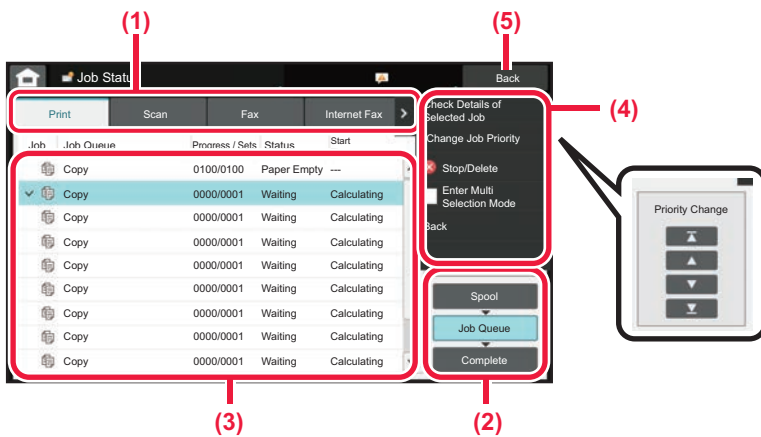 (1)
(5)
Job Status
Back
Print
Scan
Fax
Internet Fax
Check Details of
Selected Job
(4)
Job
Job Queue
Progress / Sets
Status
Start
Change Job Priority
Copy 0100/0100 Paper Empty ---
Stop/Delete
Copy 0000/0001 Waiting Calculating
Enter Multi
Selection Mode
Copy 0000/0001 Waiting Calculating
Back
Copy 0000/0001 Waiting Calculating
Copy 0000/0001 Waiting Calculating
Copy 0000/0001 Waiting Calculating
Copy 0000/0001 Waiting Calculating
Copy 0000/0001 Waiting Calculating
Copy 0000/0001 Waiting Calculating
Spool
Job Queue
Complete
Priority Change
(3)
(2)